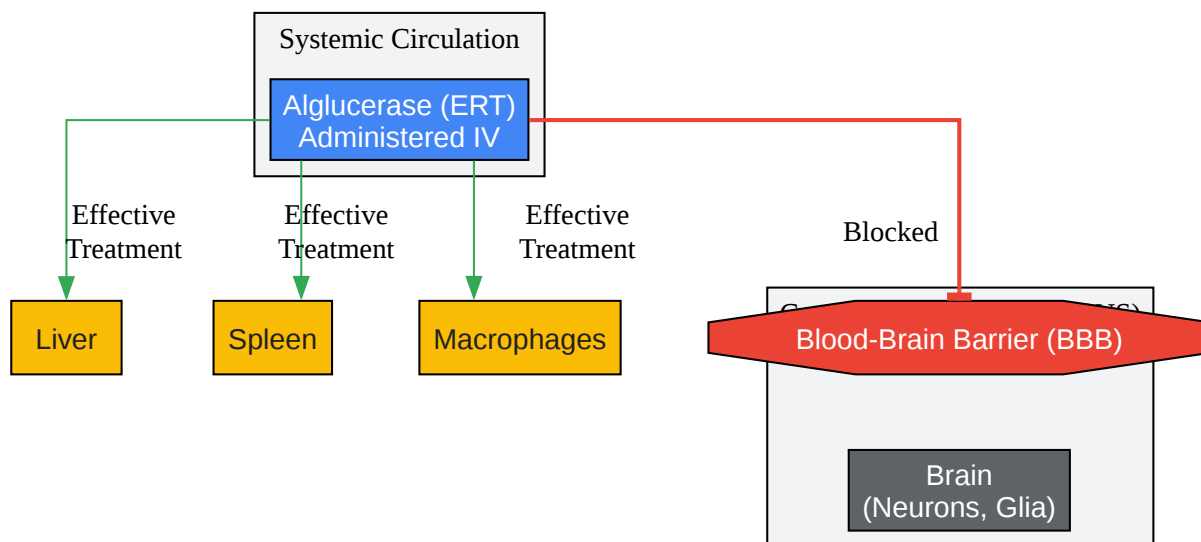 Systemic Circulation
Alglucerase (ERT)
Administered IV
Effective
Treatment
Effective
Treatment
Effective
Treatment
Blocked
Liver
Spleen
Macrophages
Blood-Brain Barrier (BBB)
Brain
(Neurons, Glia)